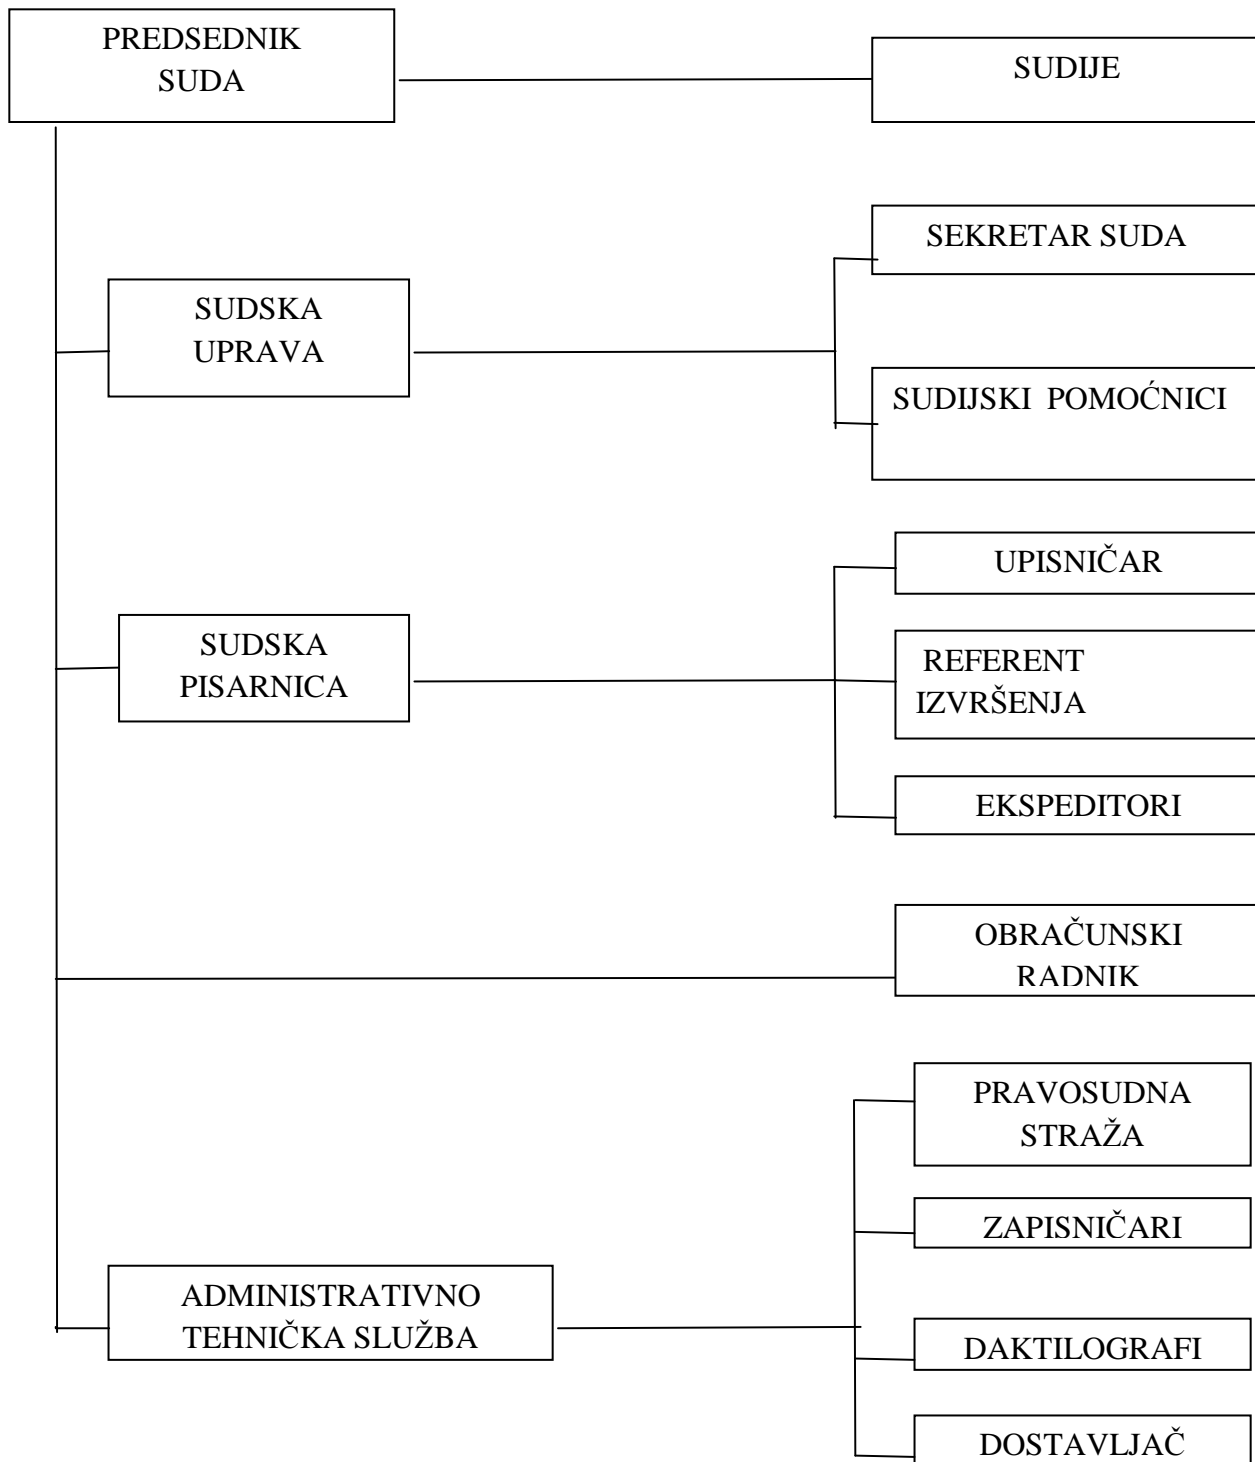 PREDSEDNIK
SUDA
SUDIJE
SEKRETAR SUDA
SUDSKA
UPRAVA
SUDIJSKI POMOĆNICI
UPISNIČAR
SUDSKA
PISARNICA
REFERENT
IZVRŠENJA
EKSPEDITORI
OBRAČUNSKI
RADNIK
PRAVOSUDNA
STRAŽA
ZAPISNIČARI
ADMINISTRATIVNO
TEHNIČKA SLUŽBA
DAKTILOGRAFI
DOSTAVLJAČ